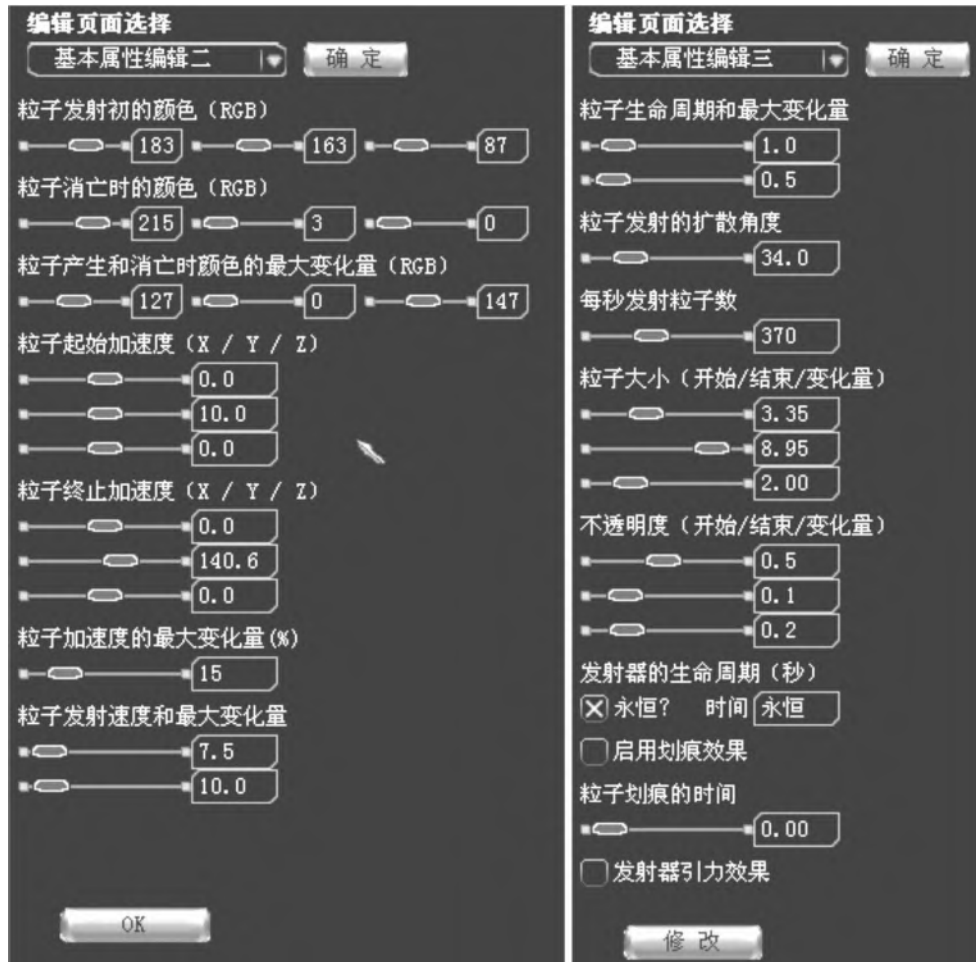 编辑页面选择
基本属性编辑二 确 定
粒子发射初的颜色（RGB）
183 163 87
粒子消亡时的颜色（RGB）
215 3 0
粒子产生和消亡时颜色的最大变化量（RGB）
127 0 147
粒子起始加速度（X / Y / Z）
0.0
10.0
0.0
粒子终止加速度（X / Y / Z）
0.0
140.6
0.0
粒子加速度的最大变化量(%)
15
粒子发射速度和最大变化量
7.5
10.0
OK
编辑页面选择
基本属性编辑三 确 定
粒子生命周期和最大变化量
1.0
0.5
粒子发射的扩散角度
34.0
每秒发射粒子数
370
粒子大小（开始/结束/变化量）
3.35
8.95
2.00
不透明度（开始/结束/变化量）
0.5
0.1
0.2
发射器的生命周期（秒）
永恒? 时间 永恒
启用划痕效果
粒子划痕的时间
0.00
发射器引力效果
修 改